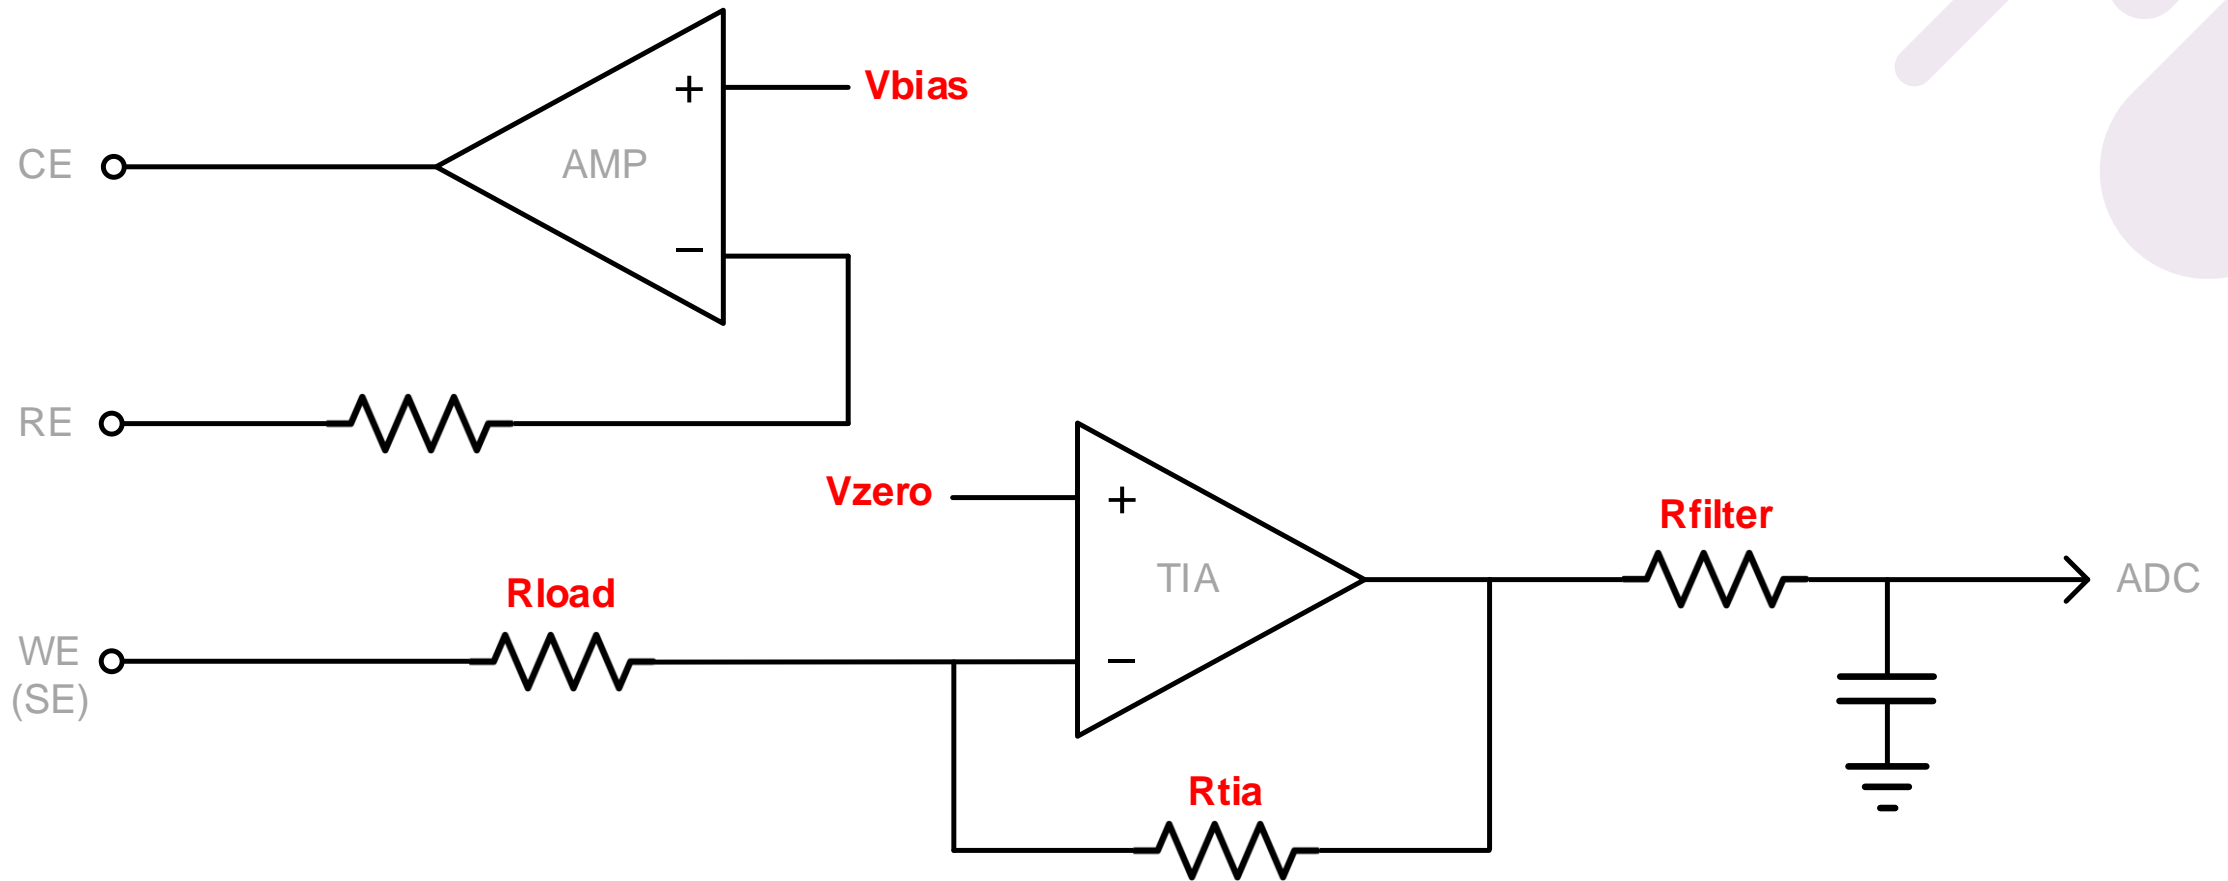 +
Vbias
CE
AMP
−
RE
Vzero
+
Rfilter
TIA
ADC
Rload
WE
(SE)
−
Rtia